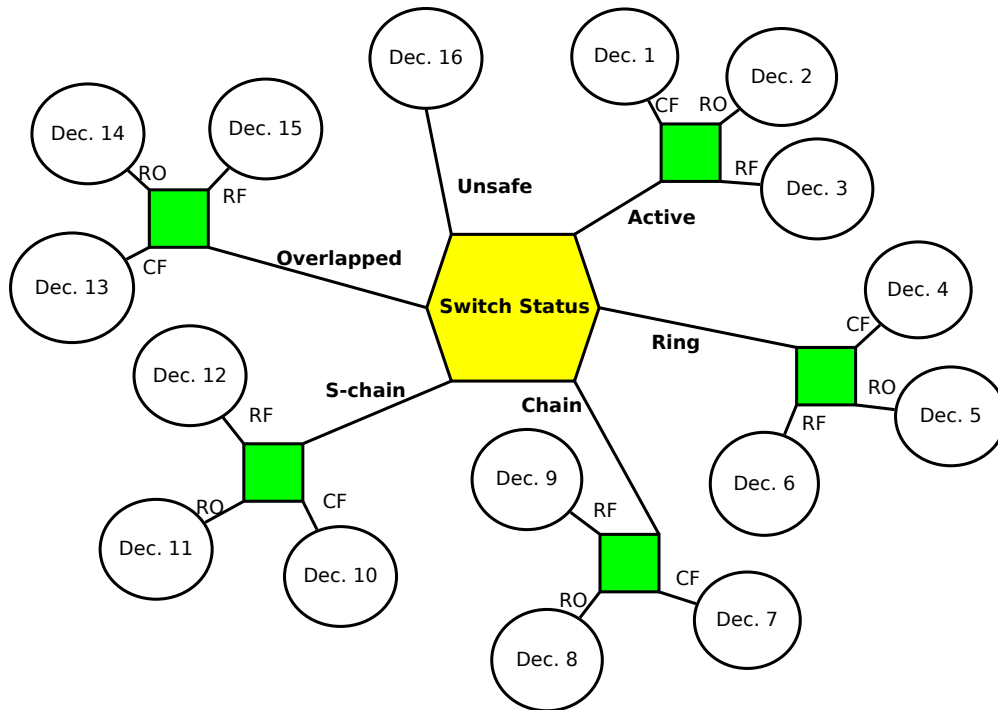 Dec. 16
Dec. 1
Dec. 2
CF
RO
Dec. 14
Dec. 15
RO
RF
RF
Dec. 3
Unsafe
Active
Overlapped
CF
Dec. 13
Switch Status
Ring
Dec. 4
CF
RO
Dec. 5
RF
Dec. 6
Dec. 12
S-chain
Chain
RF
RO
CF
Dec. 11
Dec. 10
Dec. 9
RF
CF
RO
Dec. 7
Dec. 8